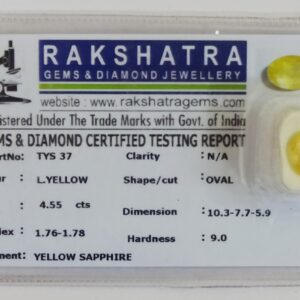 RAKSHATRA
GEMS & DIAMOND JEWELLERY
website : www.rakshatragems.com
istered Under The Trade Marks with Govt. of India
MS & DIAMOND CERTIFIED TESTING REPORT
rtNo: TYS 37 Clarity : N/A
ur : L.YELLOW Shape/cut : OVAL
: 4.55 cts Dimension : 10.3-7.7-5.9
dex : 1.76-1.78 Hardness : 9.0
ment: YELLOW SAPPHIRE